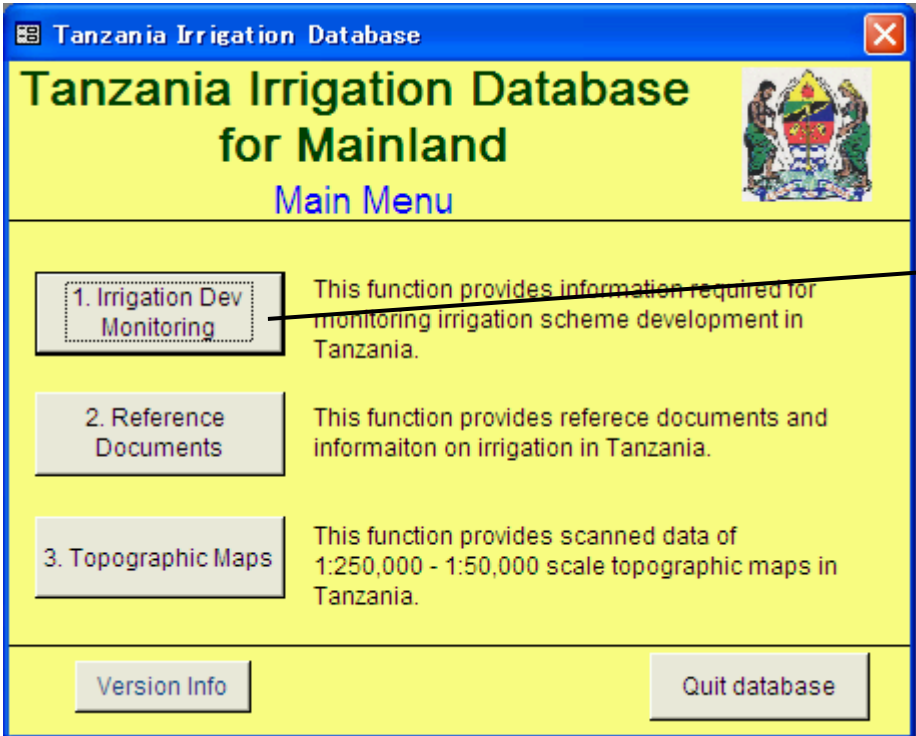 Tanzania Irrigation Database
Tanzania Irrigation Database
for Mainland
Main Menu
1. Irrigation Dev
Monitoring
This function provides information required for
monitoring irrigation scheme development in
Tanzania.
2. Reference
Documents
This function provides referece documents and
informaiton on irrigation in Tanzania.
3. Topographic Maps
This function provides scanned data of
1:250,000 - 1:50,000 scale topographic maps in
Tanzania.
Version Info
Quit database